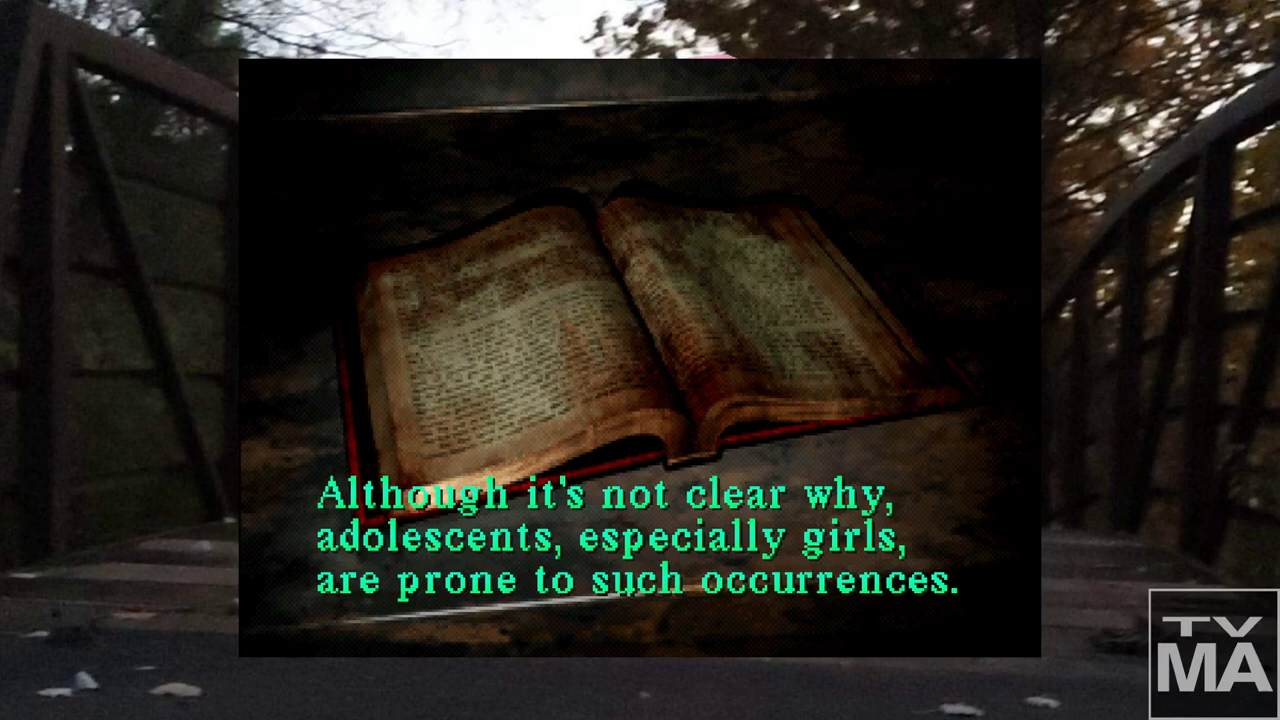 Although it's not clear why,
adolescents, especially girls,
are prone to such occurrences.
TV
MA